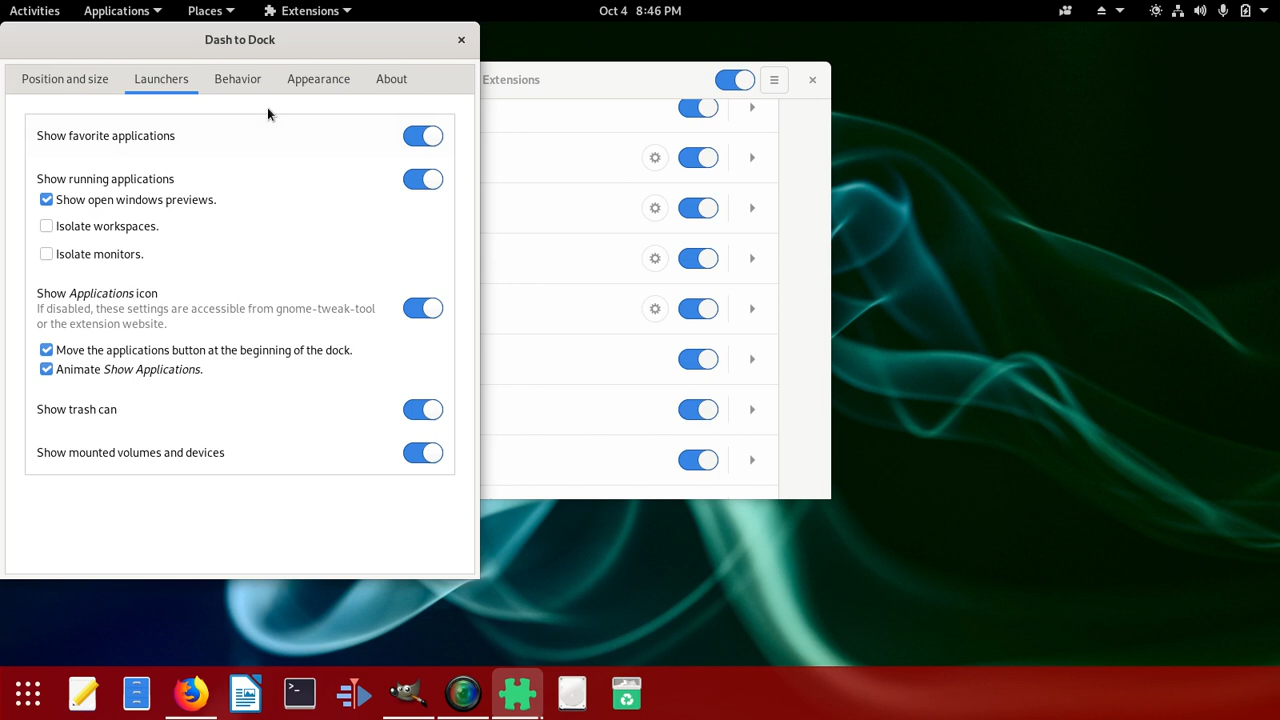 Activities Applications Places Extensions Oct 4 8:46 PM
Dash to Dock
Extensions
Position and size Launchers Behavior Appearance About
Show favorite applications
Show running applications
Show open windows previews.
Isolate workspaces.
Isolate monitors.
Show Applications icon
If disabled, these settings are accessible from gnome-tweak-tool
or the extension website.
Move the applications button at the beginning of the dock.
Animate Show Applications.
Show trash can
Show mounted volumes and devices